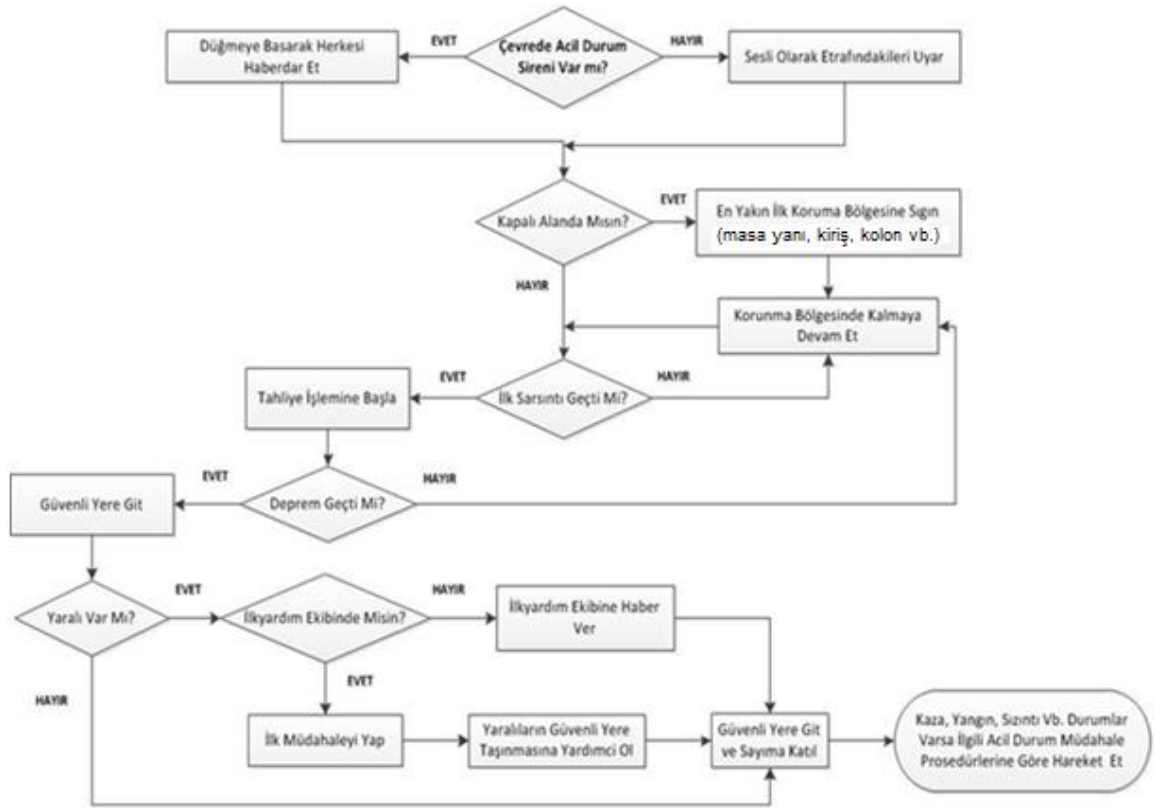 EVET
Çevrede Acil Durum
Sireni Var mı?
HAYIR
Düğmeye Basarak Herkesi
Haberdar Et
Sesli Olarak Etrafındakileri Uyar
Kapalı Alanda Mısın?
EVET
En Yakın İlk Koruma Bölgesine Sıgın
(masa yanı, kiriş, kolon vb.)
HAYIR
Korunma Bölgesinde Kalmaya
Devam Et
EVET
İlk Sarsıntı Geçti Mi?
HAYIR
Tahliye İşlemine Başla
EVET
Deprem Geçti Mi?
HAYIR
Güvenli Yere Git
Yaralı Var Mı?
EVET
İlkyardım Ekibinde Misin?
HAYIR
İlkyardım Ekibine Haber
Ver
HAYIR
EVET
İlk Müdahaleyi Yap
Yaralıların Güvenli Yere
Taşınmasına Yardımci Ol
Güvenli Yere Git
ve Sayıma Katıl
Kaza, Yangın, Sızıntı Vb. Durumlar
Varsa İlgili Acil Durum Müdahale
Prosedürlerine Göre Hareket Et